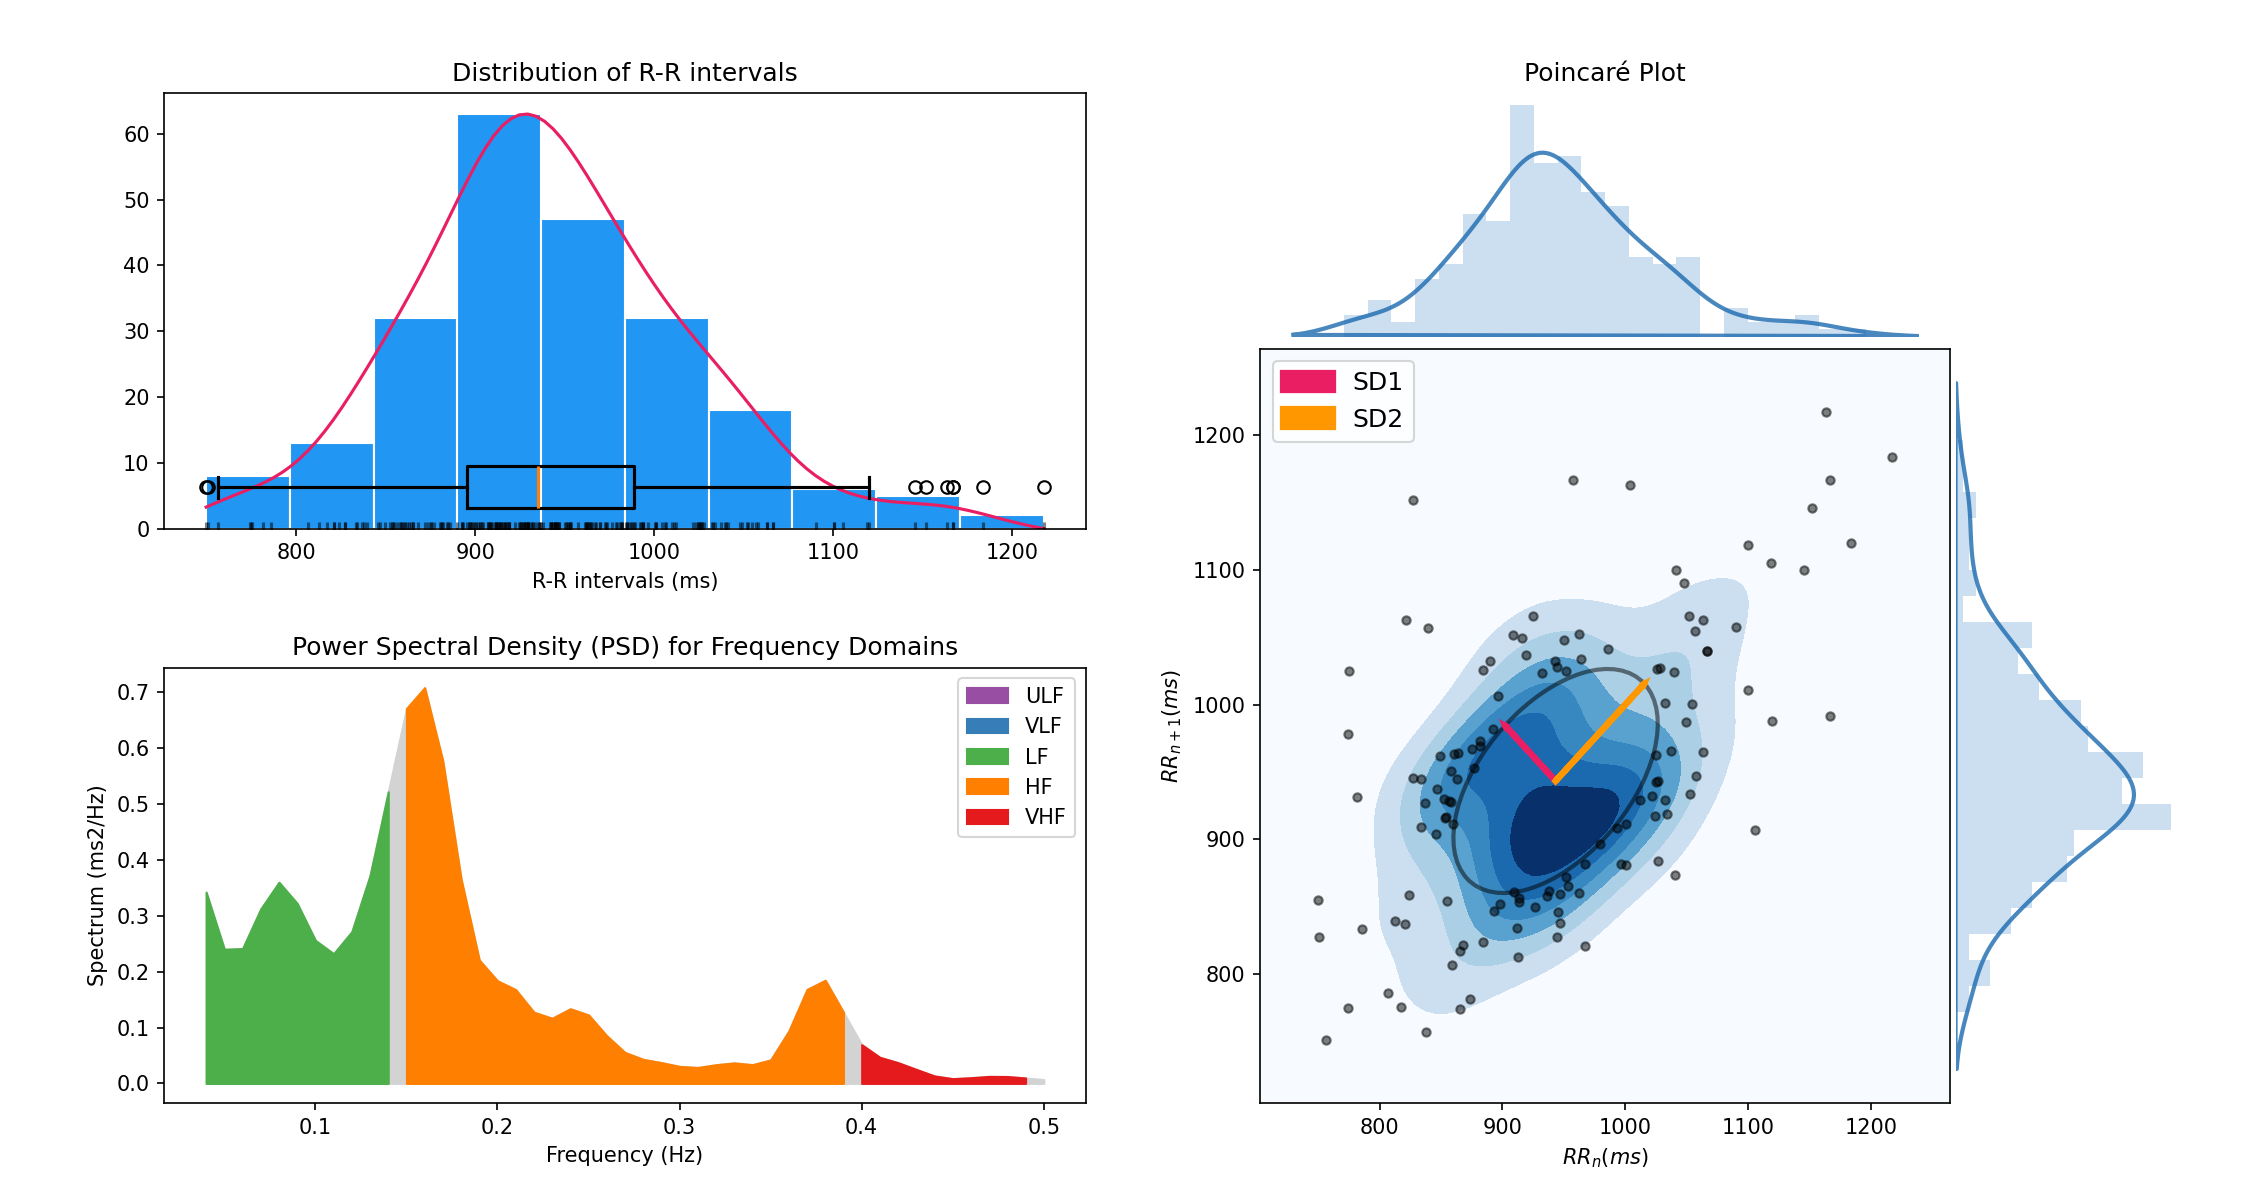 Distribution of R-R intervals
60
50
40
30
20
10
0
800 900 1000 1100 1200
R-R intervals (ms)
Power Spectral Density (PSD) for Frequency Domains
ULF
VLF
LF
HF
VHF
0.7
0.6
0.5
0.4
0.3
0.2
0.1
0.0
Spectrum (ms2/Hz)
0.1 0.2 0.3 0.4 0.5
Frequency (Hz)
Poincaré Plot
SD1
SD2
1200
1100
1000
900
800
RRn+1(ms)
800 900 1000 1100 1200
RRn(ms)